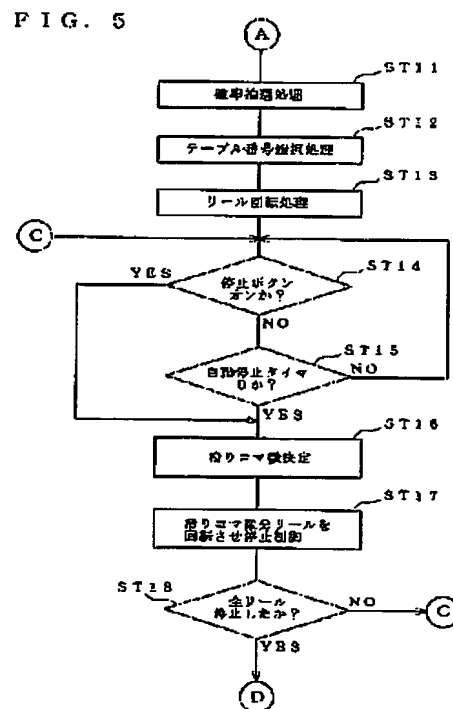 FIG. 5
A
ST11
確率抽選処理
ST12
テーブル番号選択処理
ST13
リール回転処理
C
YES
停止ボタン
オンか？
ST14
NO
ST15
自動停止タイマ
0か？
NO
YES
ST16
滑りコマ数決定
ST17
滑りコマ数分リールを
回転させ停止制御
ST18
全リール
停止したか？
NO
C
YES
D